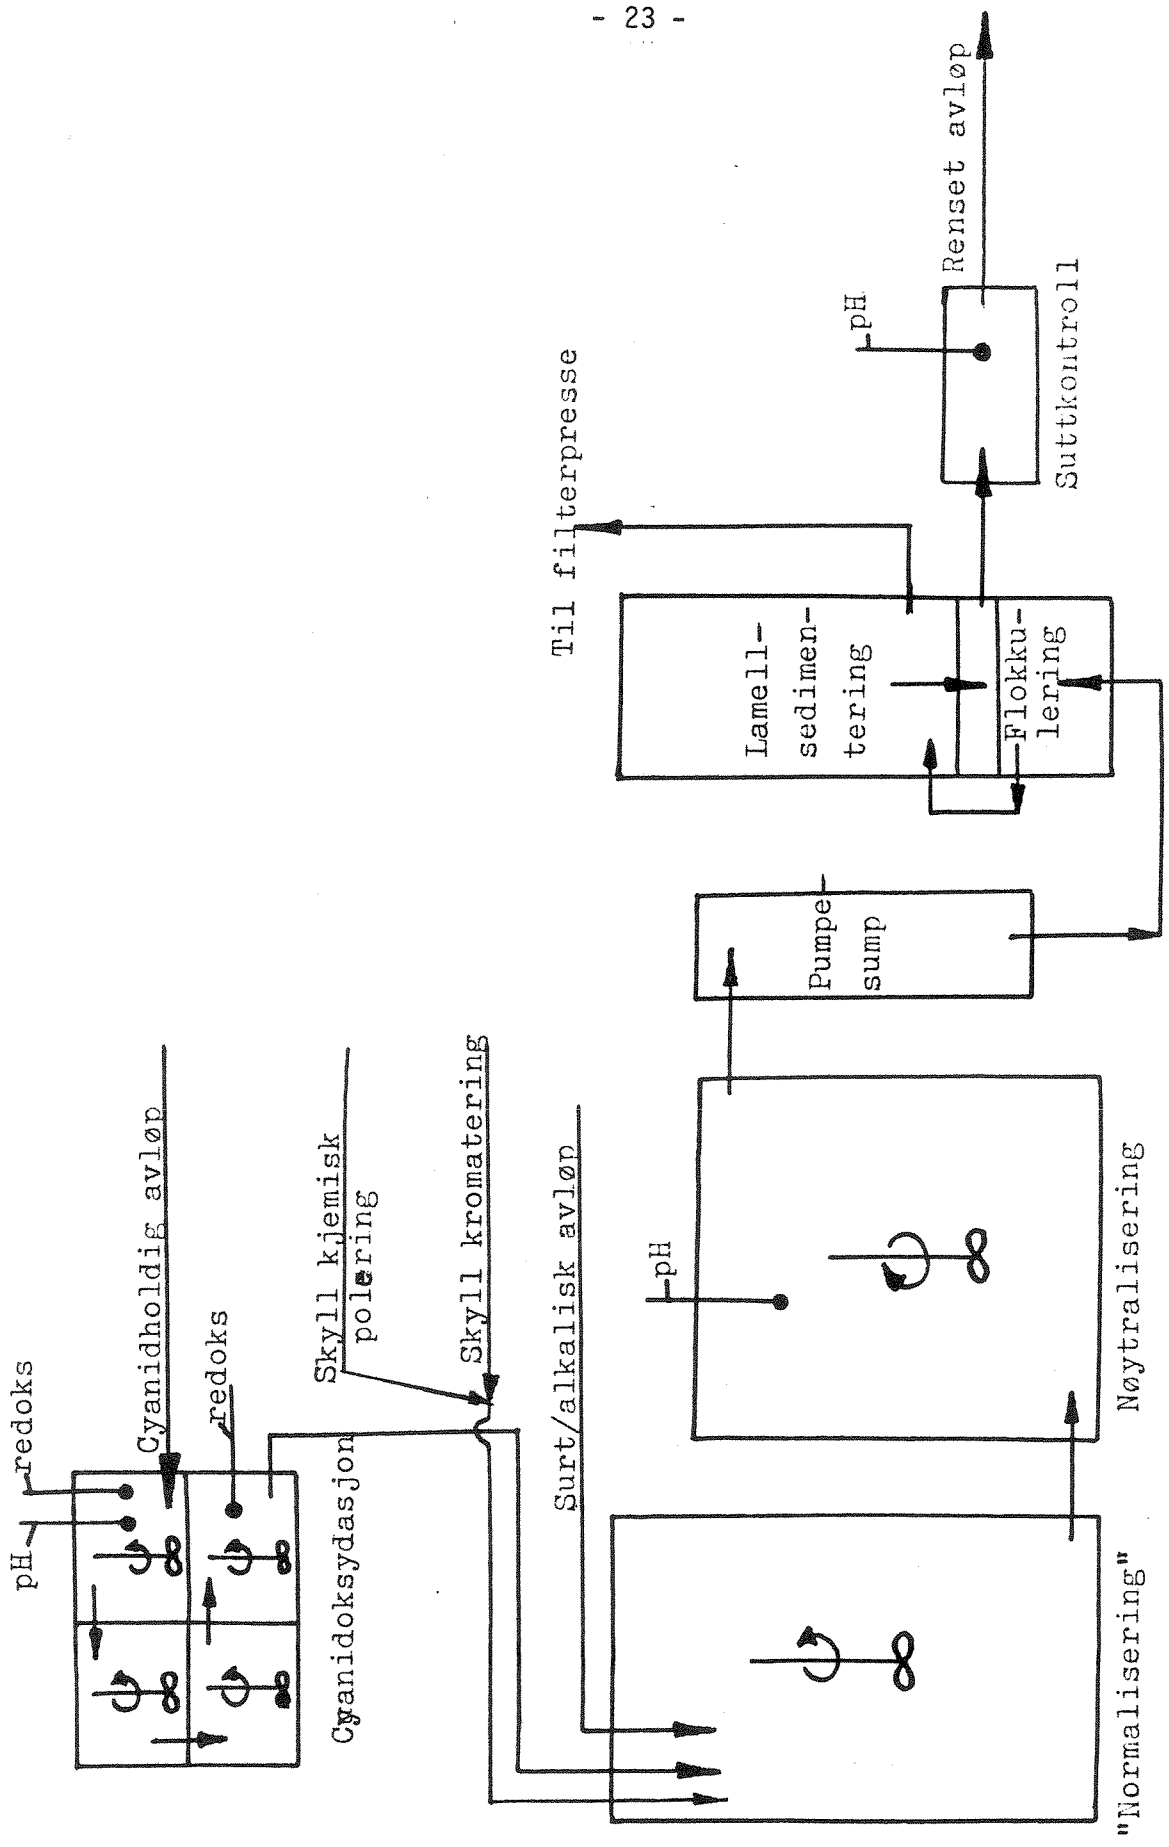 - 23 -
pH
redoks
Cyanidholdig avløp
redoks
Cyanidoksydasjon
Skyll kjemisk
polering
Skyll kromatering
Surt/alkalisk avløp
"Normalisering"
pH
Nøytralisering
Pumpe-
sump
Lamell-
sedimen-
tering
Flokku-
lering
Til filterpresse
pH
Suttkontroll
Renset avløp